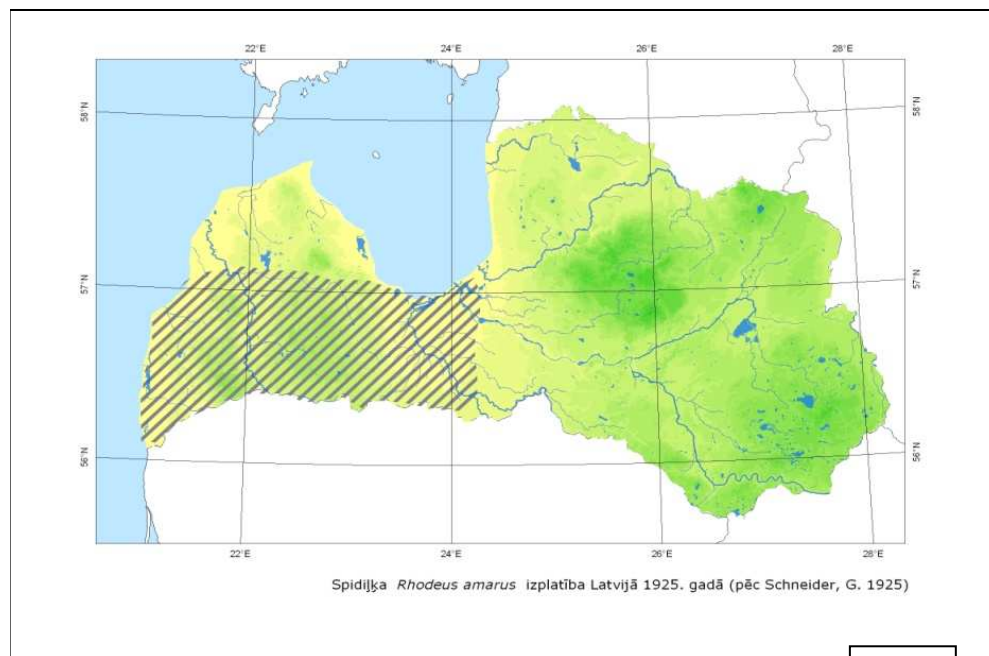 22°E 24°E 26°E 28°E
58°N 58°N
57°N 57°N
56°N 56°N
22°E 24°E 26°E 28°E
Spidiļķa Rhodeus amarus izplatība Latvijā 1925. gadā (pēc Schneider, G. 1925)